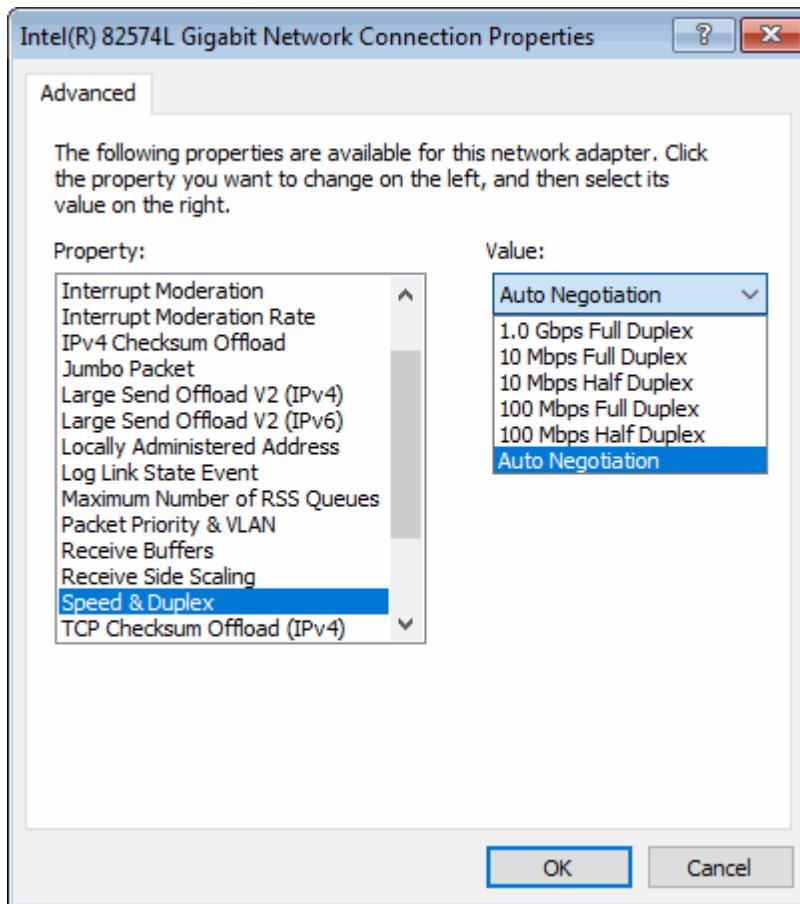 Intel(R) 82574L Gigabit Network Connection Properties
Advanced
The following properties are available for this network adapter. Click
the property you want to change on the left, and then select its
value on the right.
Property:
Interrupt Moderation
Interrupt Moderation Rate
IPv4 Checksum Offload
Jumbo Packet
Large Send Offload V2 (IPv4)
Large Send Offload V2 (IPv6)
Locally Administered Address
Log Link State Event
Maximum Number of RSS Queues
Packet Priority & VLAN
Receive Buffers
Receive Side Scaling
Speed & Duplex
TCP Checksum Offload (IPv4)
Value:
Auto Negotiation
1.0 Gbps Full Duplex
10 Mbps Full Duplex
10 Mbps Half Duplex
100 Mbps Full Duplex
100 Mbps Half Duplex
Auto Negotiation
OK
Cancel